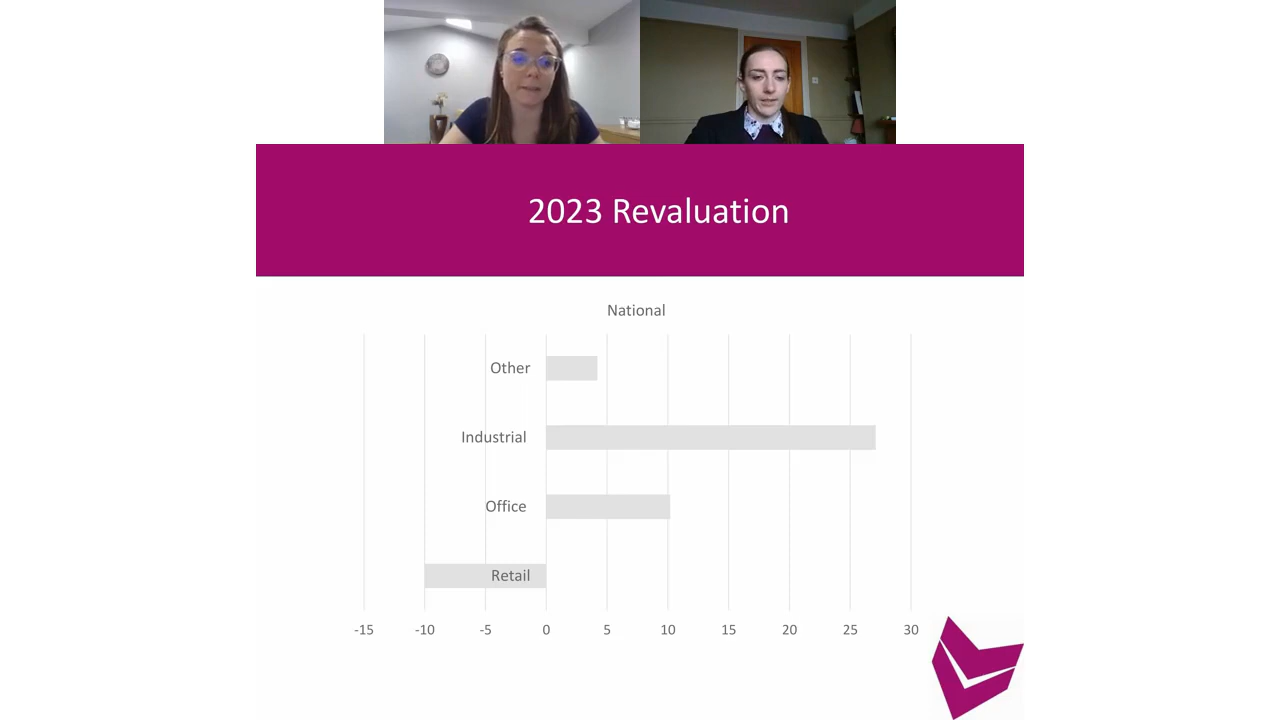 2023 Revaluation
National
Other
Industrial
Office
Retail
-15 -10 -5 0 5 10 15 20 25 30